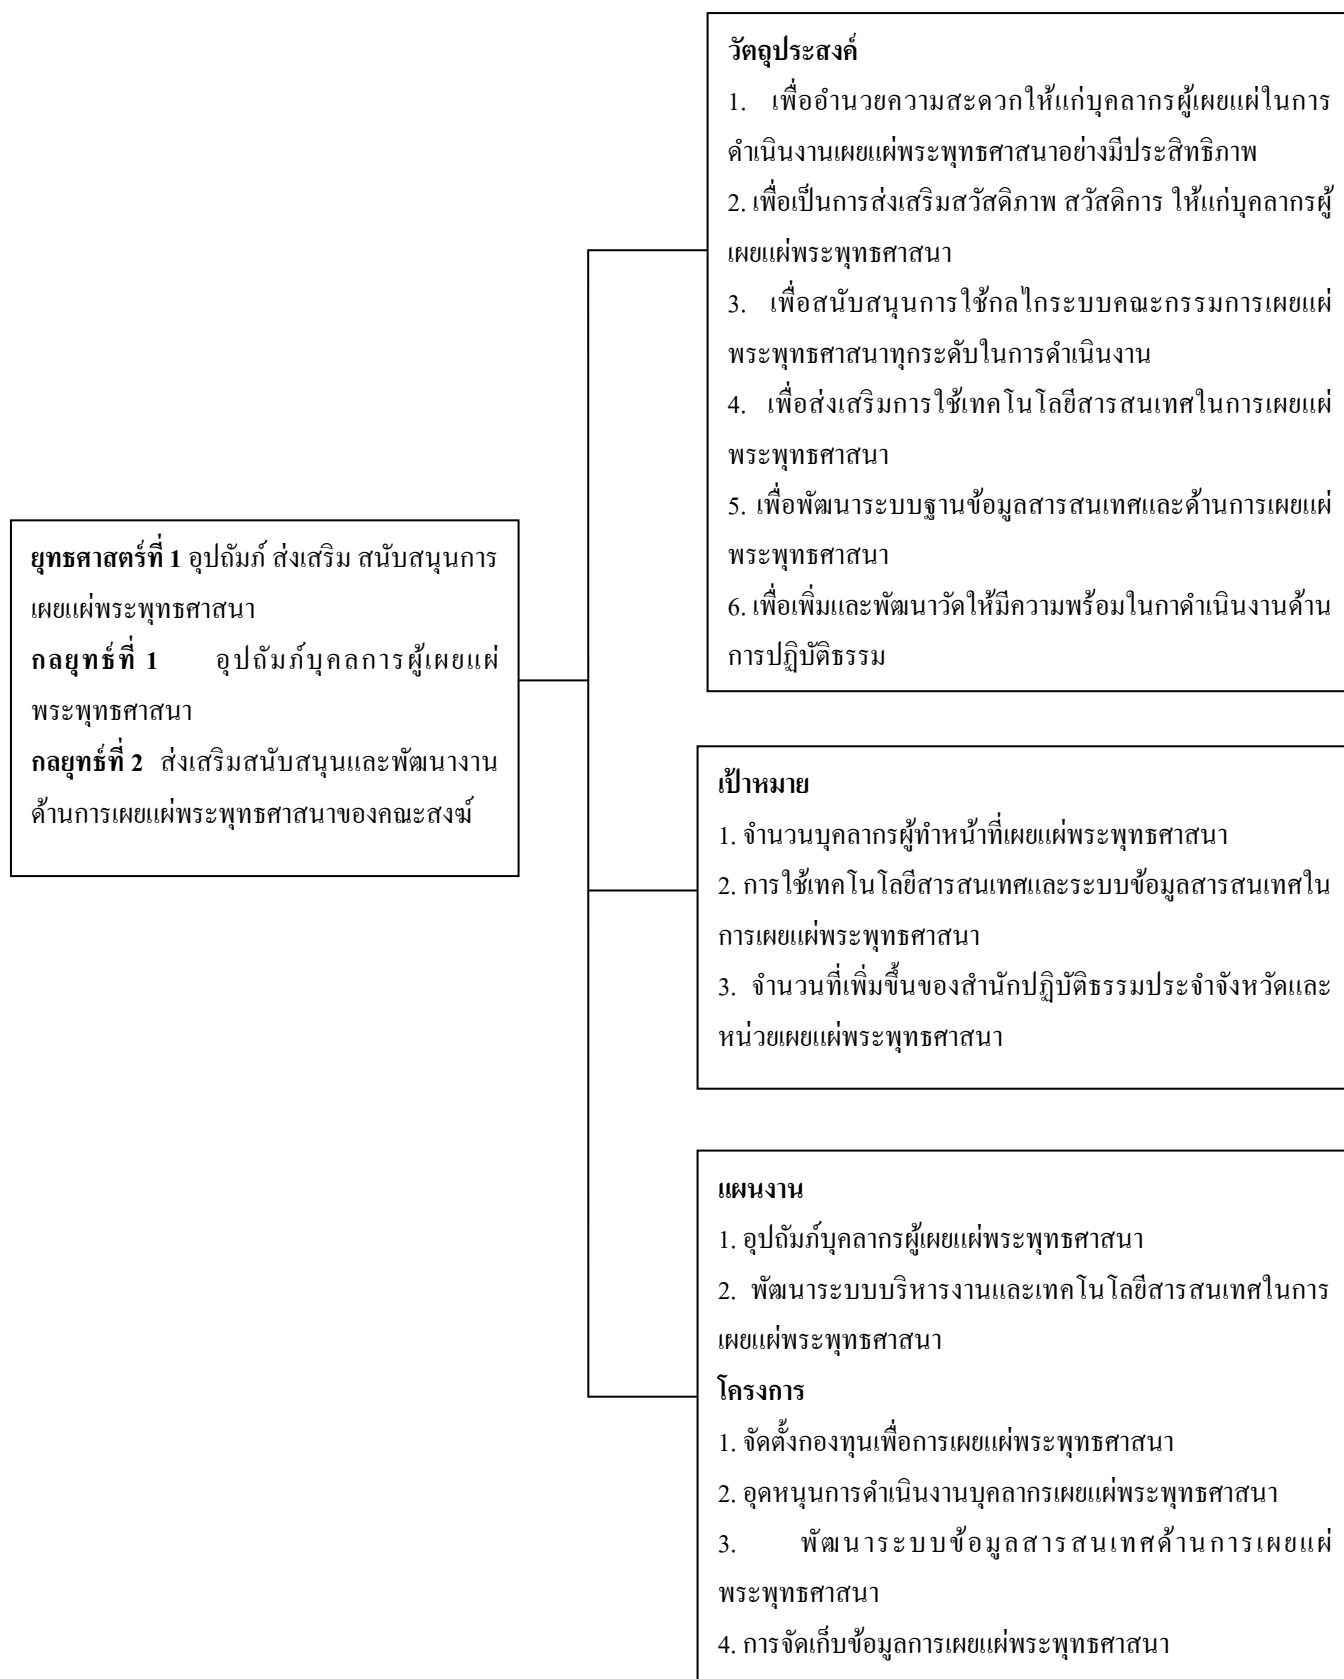 ยุทธศาสตร์ที่ 1 อุปถัมภ์ ส่งเสริม สนับสนุนการ
เผยแผ่พระพุทธศาสนา
กลยุทธ์ที่ 1 อุปถัมภ์บุคลการผู้เผยแผ่
พระพุทธศาสนา
กลยุทธ์ที่ 2 ส่งเสริมสนับสนุนและพัฒนางาน
ด้านการเผยแผ่พระพุทธศาสนาของคณะสงฆ์
วัตถุประสงค์
1. เพื่ออำนวยความสะดวกให้แก่บุคลากรผู้เผยแผ่ในการ
ดำเนินงานเผยแผ่พระพุทธศาสนาอย่างมีประสิทธิภาพ
2. เพื่อเป็นการส่งเสริมสวัสดิภาพ สวัสดิการ ให้แก่บุคลากรผู้
เผยแผ่พระพุทธศาสนา
3. เพื่อสนับสนุนการใช้กลไกระบบคณะกรรมการเผยแผ่
พระพุทธศาสนาทุกระดับในการดำเนินงาน
4. เพื่อส่งเสริมการใช้เทคโนโลยีสารสนเทศในการเผยแผ่
พระพุทธศาสนา
5. เพื่อพัฒนาระบบฐานข้อมูลสารสนเทศและด้านการเผยแผ่
พระพุทธศาสนา
6. เพื่อเพิ่มและพัฒนาวัดให้มีความพร้อมในกาดำเนินงานด้าน
การปฏิบัติธรรม
เป้าหมาย
1. จำนวนบุคลากรผู้ทำหน้าที่เผยแผ่พระพุทธศาสนา
2. การใช้เทคโนโลยีสารสนเทศและระบบข้อมูลสารสนเทศใน
การเผยแผ่พระพุทธศาสนา
3. จำนวนที่เพิ่มขึ้นของสำนักปฏิบัติธรรมประจำจังหวัดและ
หน่วยเผยแผ่พระพุทธศาสนา
แผนงาน
1. อุปถัมภ์บุคลากรผู้เผยแผ่พระพุทธศาสนา
2. พัฒนาระบบบริหารงานและเทคโนโลยีสารสนเทศในการ
เผยแผ่พระพุทธศาสนา
โครงการ
1. จัดตั้งกองทุนเพื่อการเผยแผ่พระพุทธศาสนา
2. อุดหนุนการดำเนินงานบุคลากรเผยแผ่พระพุทธศาสนา
3. พัฒนาระบบข้อมูลสารสนเทศด้านการเผยแผ่
พระพุทธศาสนา
4. การจัดเก็บข้อมูลการเผยแผ่พระพุทธศาสนา